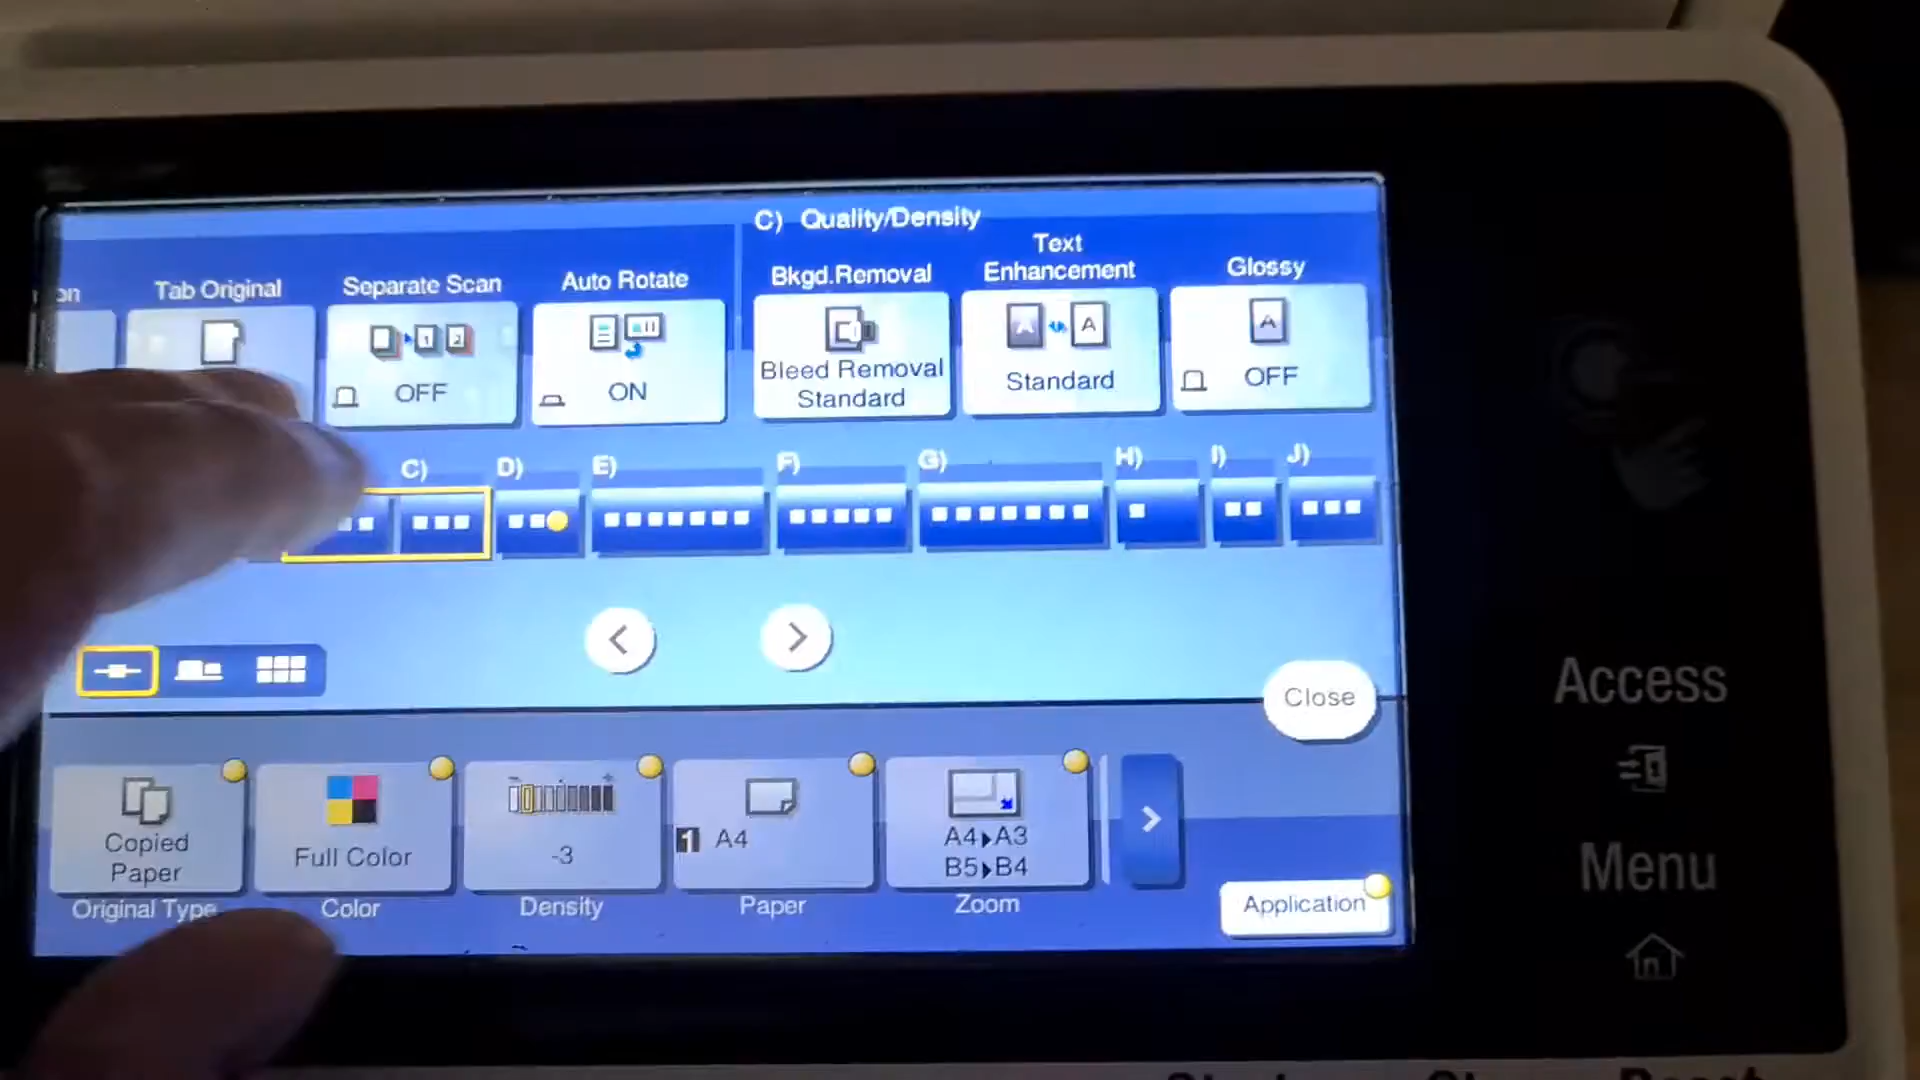 C) Quality/Density
on
Tab Original
Separate Scan
OFF
Auto Rotate
ON
Bkgd.Removal
Bleed Removal
Standard
Text
Enhancement
Standard
Glossy
OFF
C) D) E) F) G) H) I) J)
Close
Copied
Paper
Original Type
Full Color
Color
-3
Density
1 A4
Paper
A4▸A3
B5▸B4
Zoom
Application
Access
Menu